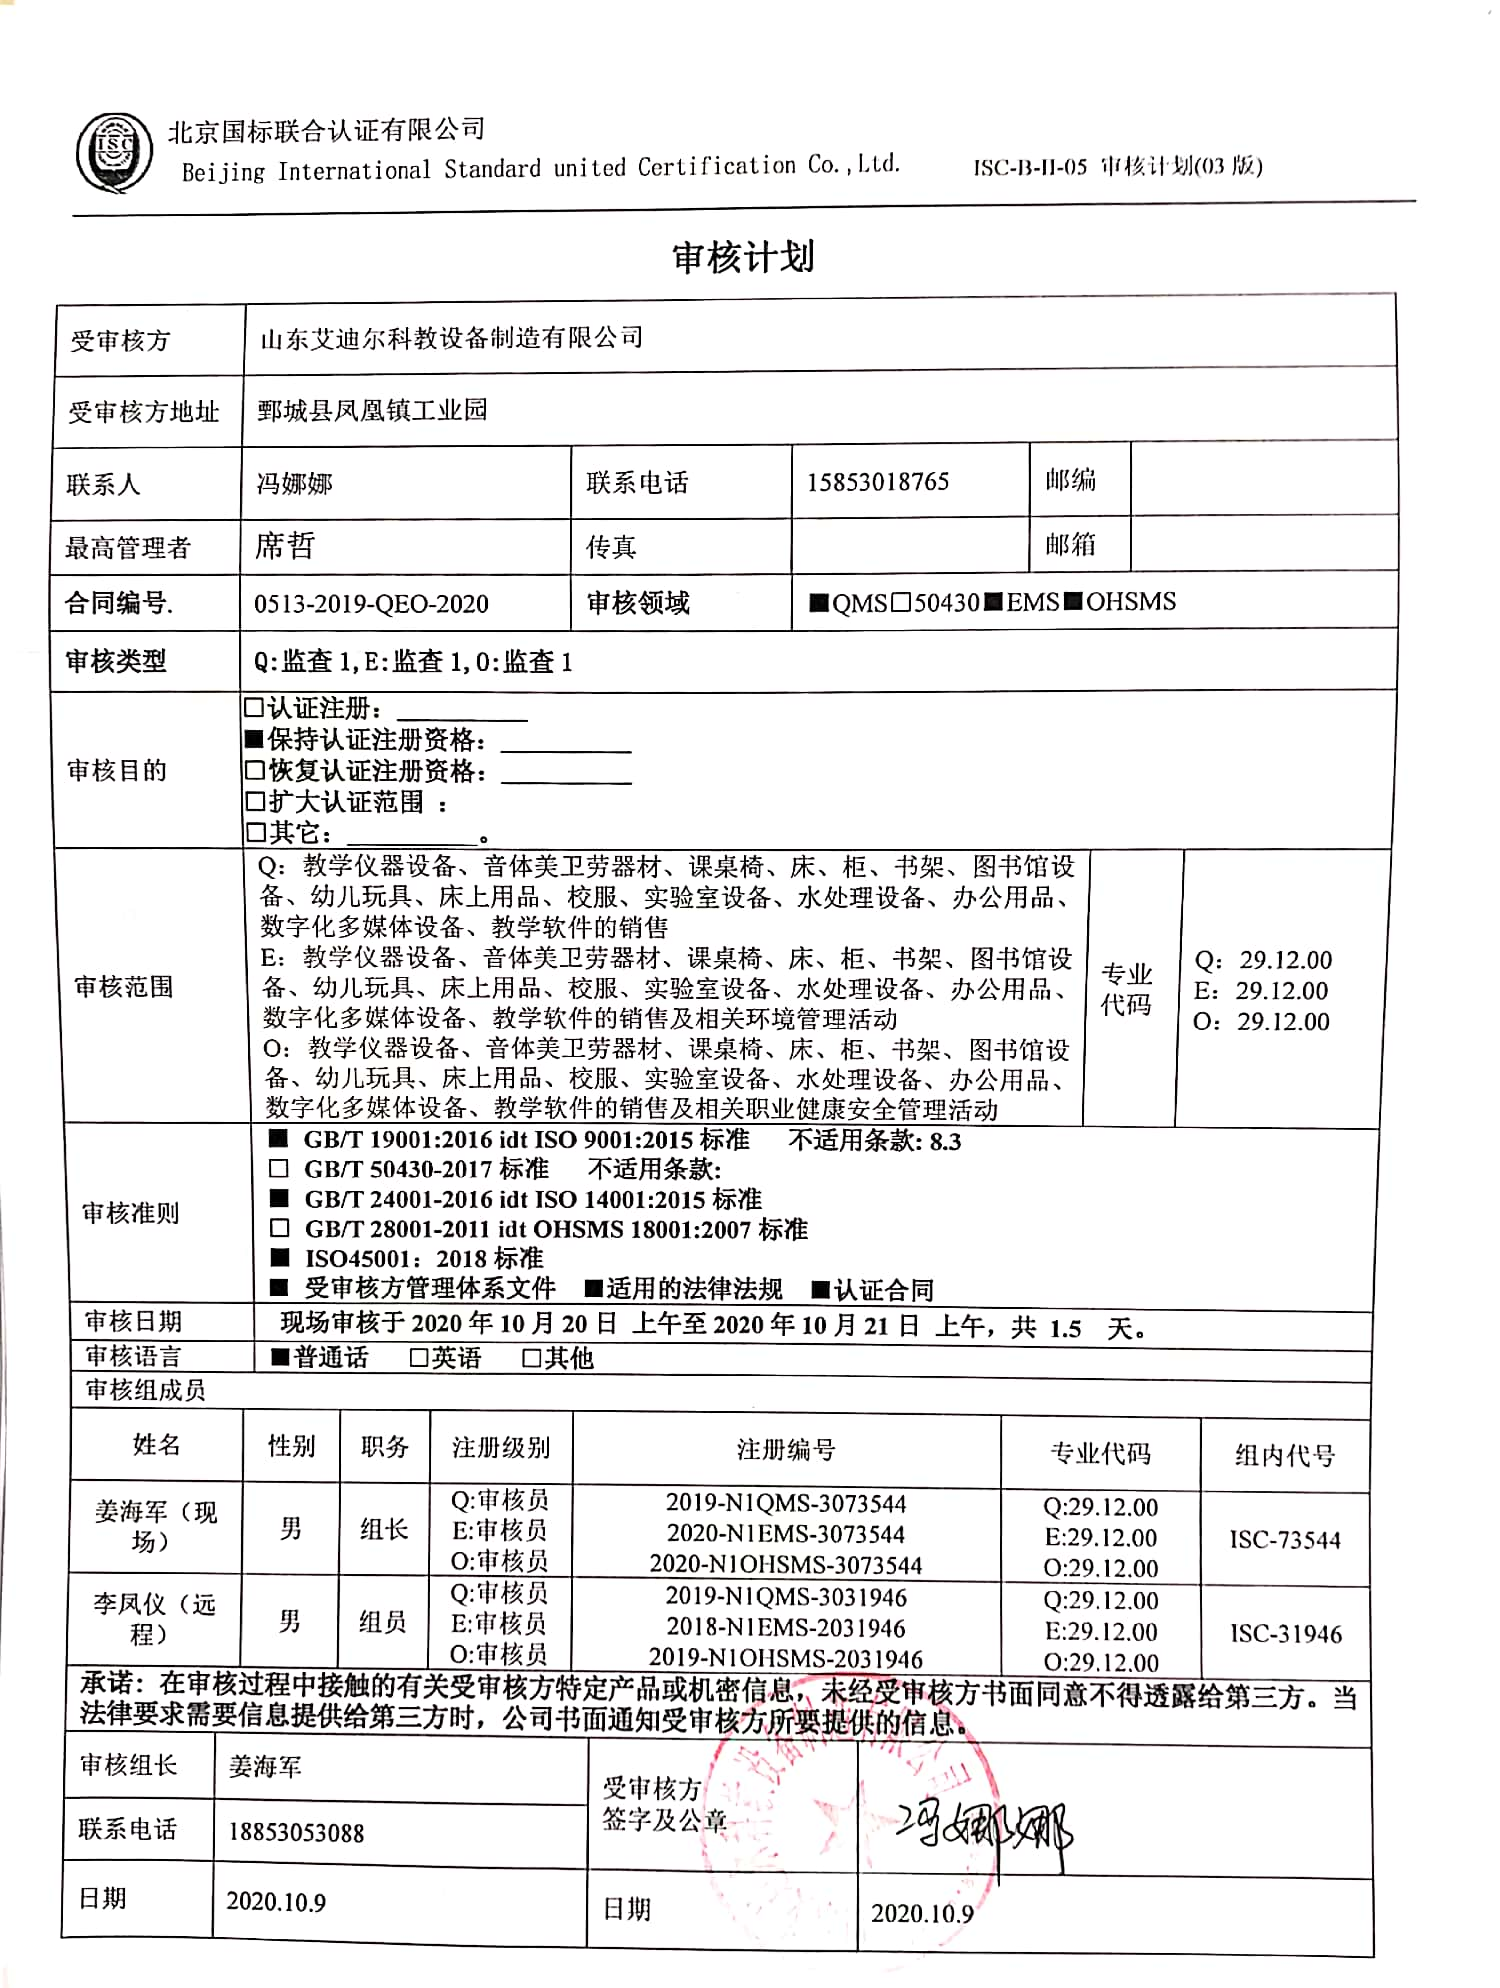 ISC
北京国标联合认证有限公司
Beijing International Standard united Certification Co.,Ltd. ISC-B-II-05 审核计划(03 版)
审核计划
受审核方 山东艾迪尔科教设备制造有限公司
受审核方地址 鄄城县凤凰镇工业园
联系人 冯娜娜 联系电话 15853018765 邮编
最高管理者 席哲 传真 邮箱
合同编号. 0513-2019-QEO-2020 审核领域 ■QMS□50430■EMS■OHSMS
审核类型 Q:监查 1,E:监查 1,O:监查 1
审核目的
□认证注册：__________
■保持认证注册资格：__________
□恢复认证注册资格：__________
□扩大认证范围 ：
□其它：__________。
审核范围
Q：教学仪器设备、音体美卫劳器材、课桌椅、床、柜、书架、图书馆设
备、幼儿玩具、床上用品、校服、实验室设备、水处理设备、办公用品、
数字化多媒体设备、教学软件的销售
E：教学仪器设备、音体美卫劳器材、课桌椅、床、柜、书架、图书馆设
备、幼儿玩具、床上用品、校服、实验室设备、水处理设备、办公用品、
数字化多媒体设备、教学软件的销售及相关环境管理活动
O：教学仪器设备、音体美卫劳器材、课桌椅、床、柜、书架、图书馆设
备、幼儿玩具、床上用品、校服、实验室设备、水处理设备、办公用品、
数字化多媒体设备、教学软件的销售及相关职业健康安全管理活动
专业
代码
Q：29.12.00
E：29.12.00
O：29.12.00
审核准则
■ GB/T 19001:2016 idt ISO 9001:2015 标准 不适用条款: 8.3
□ GB/T 50430-2017 标准 不适用条款:
■ GB/T 24001-2016 idt ISO 14001:2015 标准
□ GB/T 28001-2011 idt OHSMS 18001:2007 标准
■ ISO45001：2018 标准
■ 受审核方管理体系文件 ■适用的法律法规 ■认证合同
审核日期 现场审核于 2020 年 10 月 20 日 上午至 2020 年 10 月 21 日 上午，共 1.5 天。
审核语言 ■普通话 □英语 □其他
审核组成员
姓名 性别 职务 注册级别 注册编号 专业代码 组内代号
姜海军（现
场）
男 组长
Q:审核员 2019-N1QMS-3073544 Q:29.12.00
E:审核员 2020-N1EMS-3073544 E:29.12.00
O:审核员 2020-N1OHSMS-3073544 O:29.12.00
ISC-73544
李凤仪（远
程）
男 组员
Q:审核员 2019-N1QMS-3031946 Q:29.12.00
E:审核员 2018-N1EMS-2031946 E:29.12.00
O:审核员 2019-N1OHSMS-2031946 O:29.12.00
ISC-31946
承诺：在审核过程中接触的有关受审核方特定产品或机密信息，未经受审核方书面同意不得透露给第三方。当
法律要求需要信息提供给第三方时，公司书面通知受审核方所要提供的信息。
审核组长 姜海军
联系电话 18853053088
受审核方
签字及公章
冯娜娜
日期 2020.10.9 日期 2020.10.9